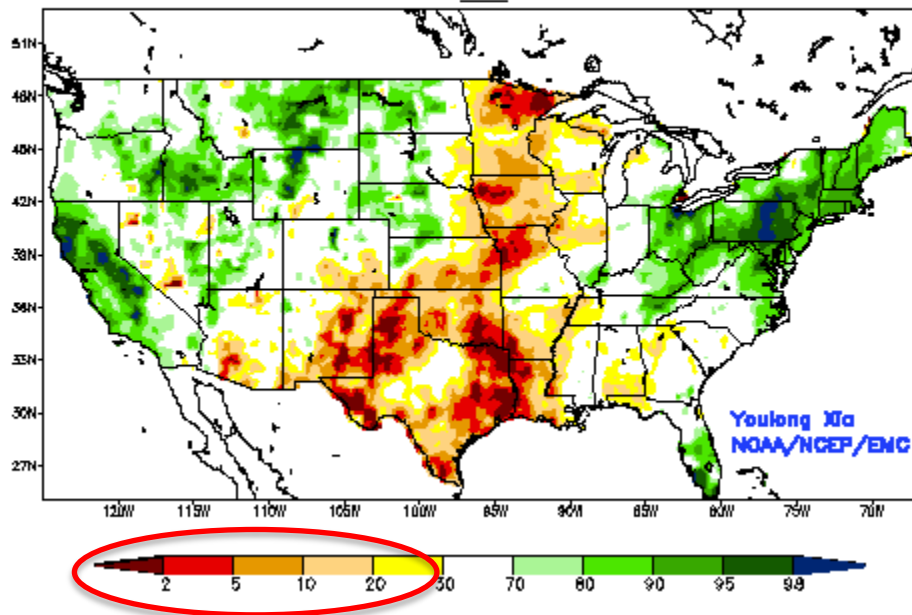 51N
48N
45N
42N
39N
36N
33N
30N
27N
Youlong Xia
NOAA/NCEP/EMC
120W 115W 110W 105W 100W 95W 90W 85W 80W 75W 70W
2 5 10 20 30 70 80 90 95 98